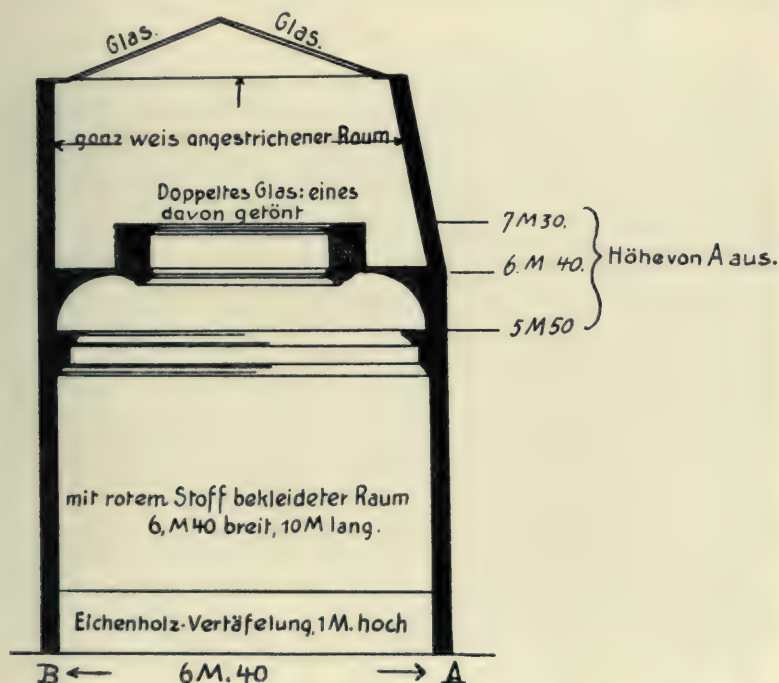 Glas. Glas.
ganz weis angestrichener Raum
Doppeltes Glas: eines
davon getönt
7M30.
6. M 40.
Höhe von A aus.
5M50
mit rotem Stoff bekleideter Raum
6,M40 breit, 10M lang.
Eichenholz-Vertäfelung, 1M. hoch
B 6M.40 A